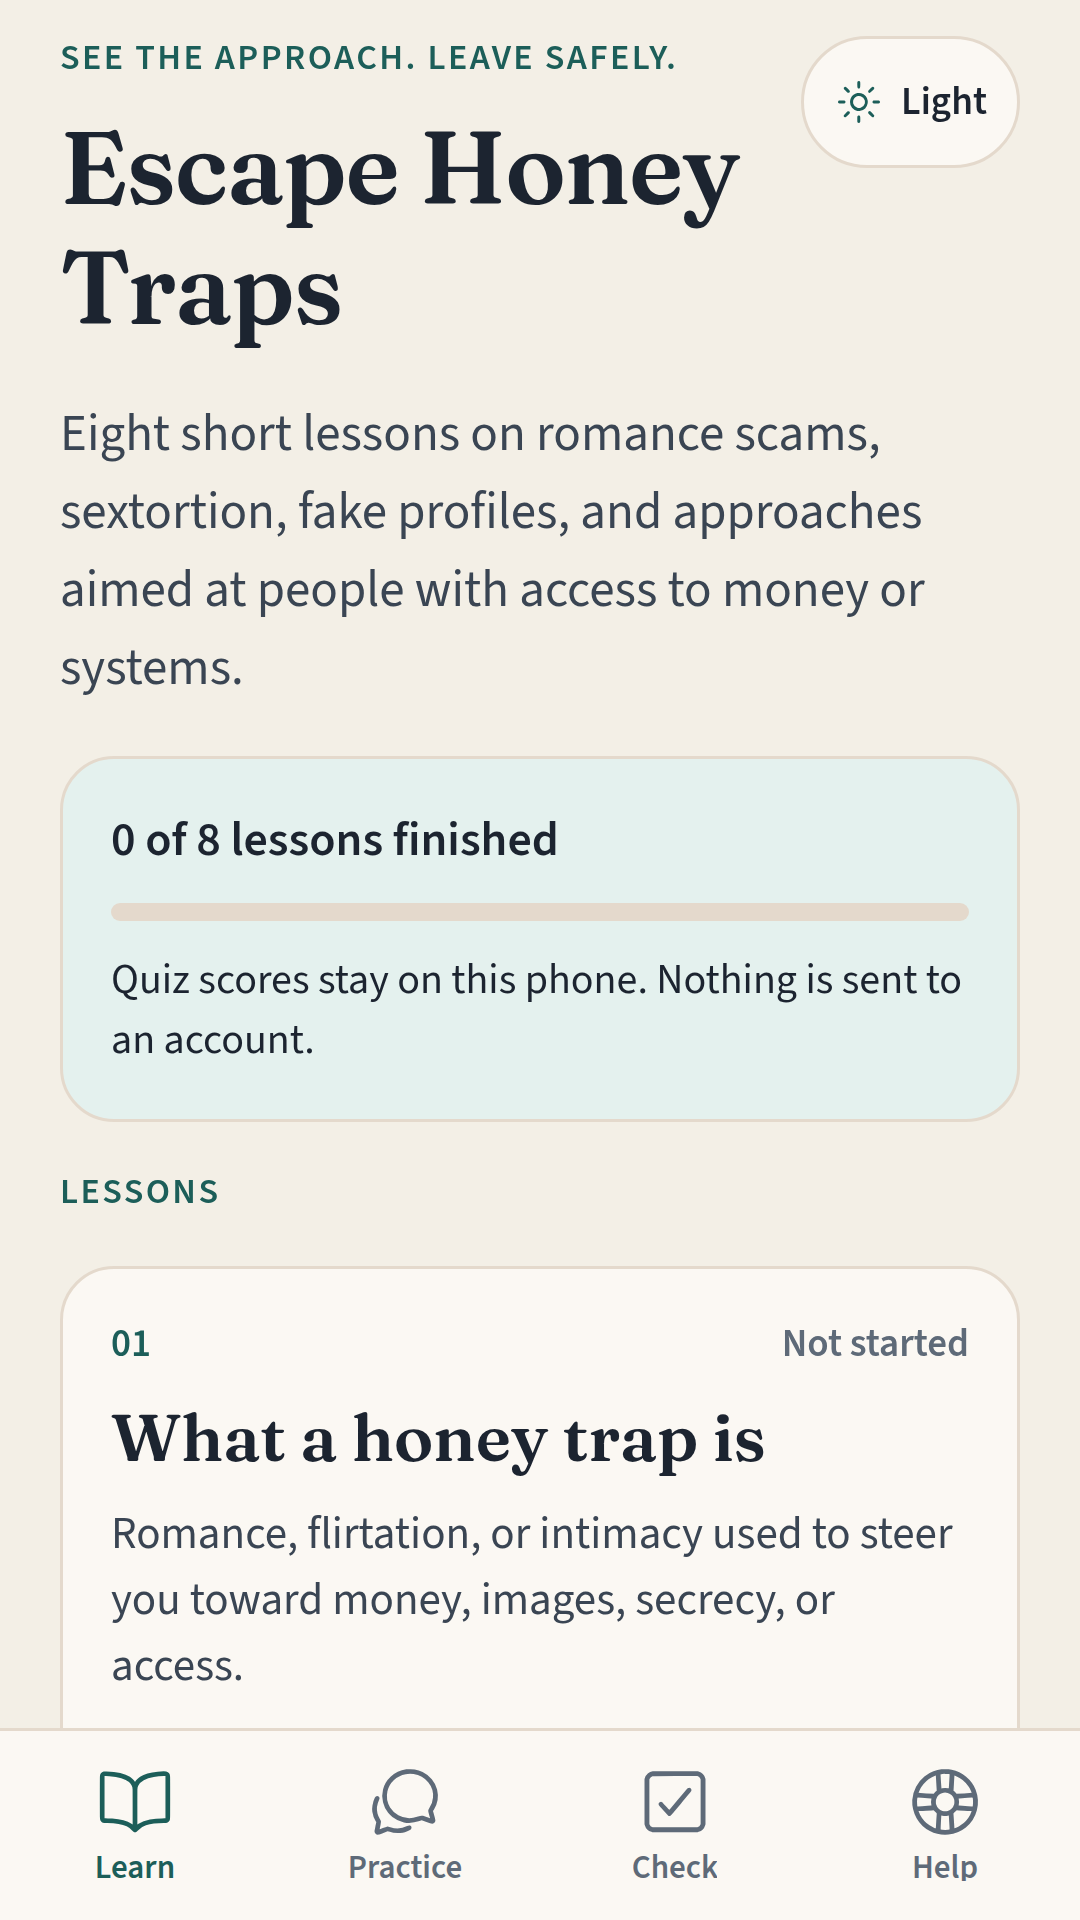 SEE THE APPROACH. LEAVE SAFELY.
Light
Escape Honey
Traps
Eight short lessons on romance scams,
sextortion, fake profiles, and approaches
aimed at people with access to money or
systems.
0 of 8 lessons finished
Quiz scores stay on this phone. Nothing is sent to
an account.
LESSONS
01
Not started
What a honey trap is
Romance, flirtation, or intimacy used to steer
you toward money, images, secrecy, or
access.
Learn
Practice
Check
Help